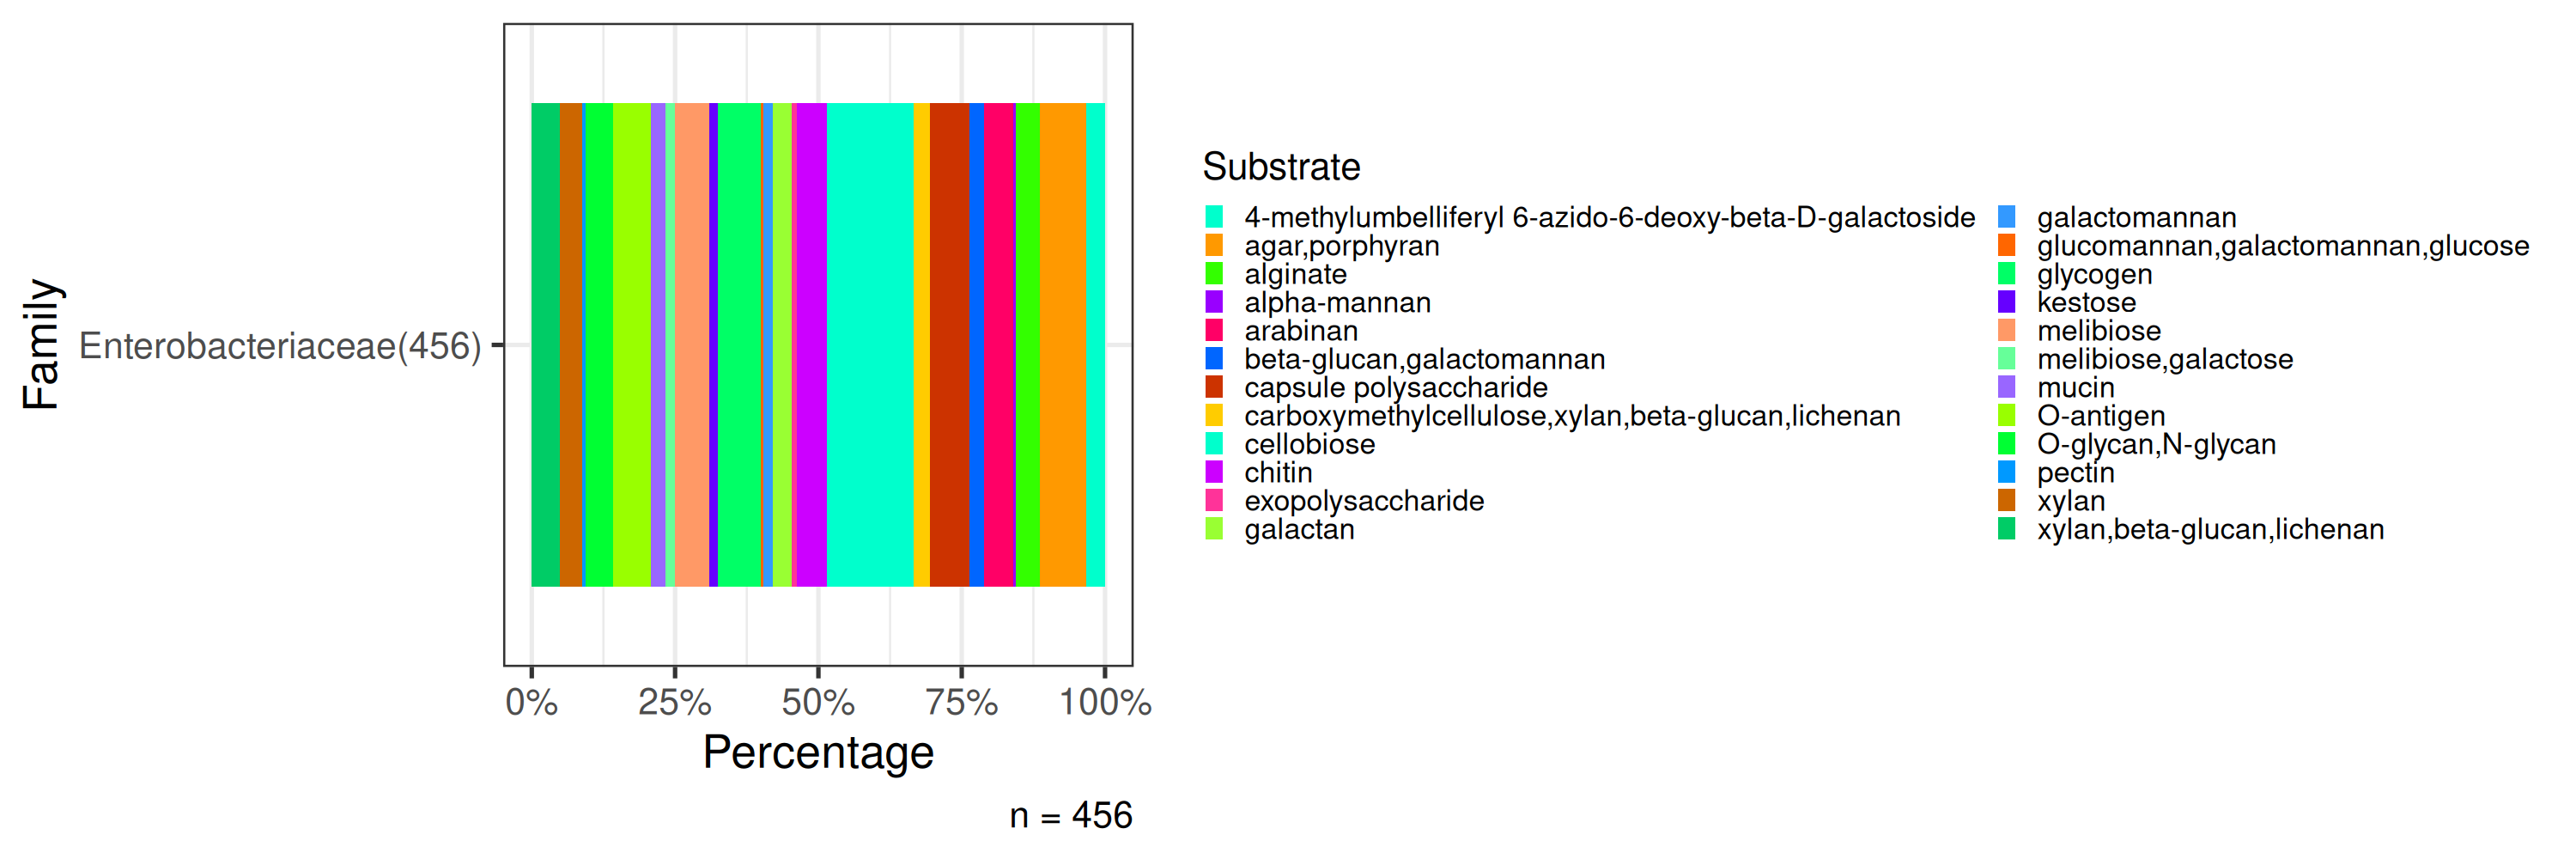 Family
Enterobacteriaceae(456)
0% 25% 50% 75% 100%
Percentage
n = 456
Substrate
4-methylumbelliferyl 6-azido-6-deoxy-beta-D-galactoside
agar,porphyran
alginate
alpha-mannan
arabinan
beta-glucan,galactomannan
capsule polysaccharide
carboxymethylcellulose,xylan,beta-glucan,lichenan
cellobiose
chitin
exopolysaccharide
galactan
galactomannan
glucomannan,galactomannan,glucose
glycogen
kestose
melibiose
melibiose,galactose
mucin
O-antigen
O-glycan,N-glycan
pectin
xylan
xylan,beta-glucan,lichenan